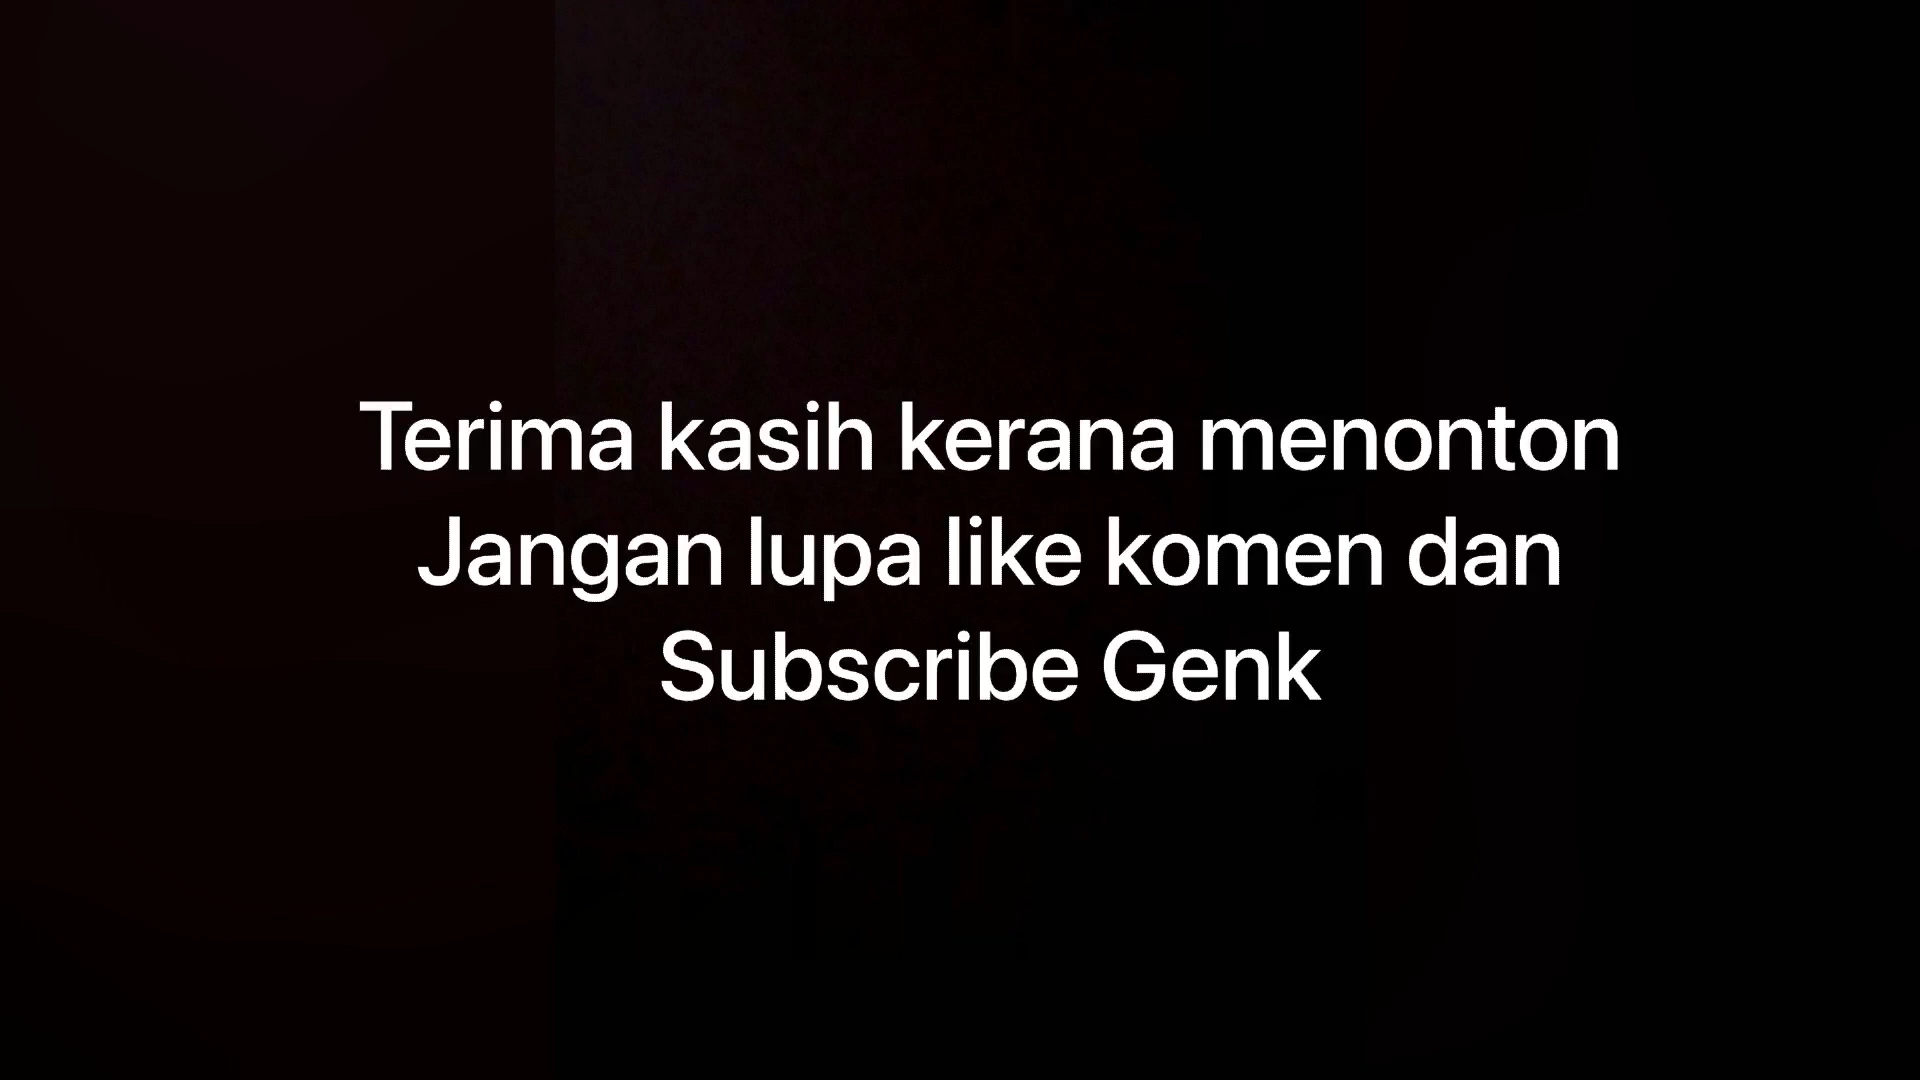 Terima kasih kerana menonton
Jangan lupa like komen dan
Subscribe Genk